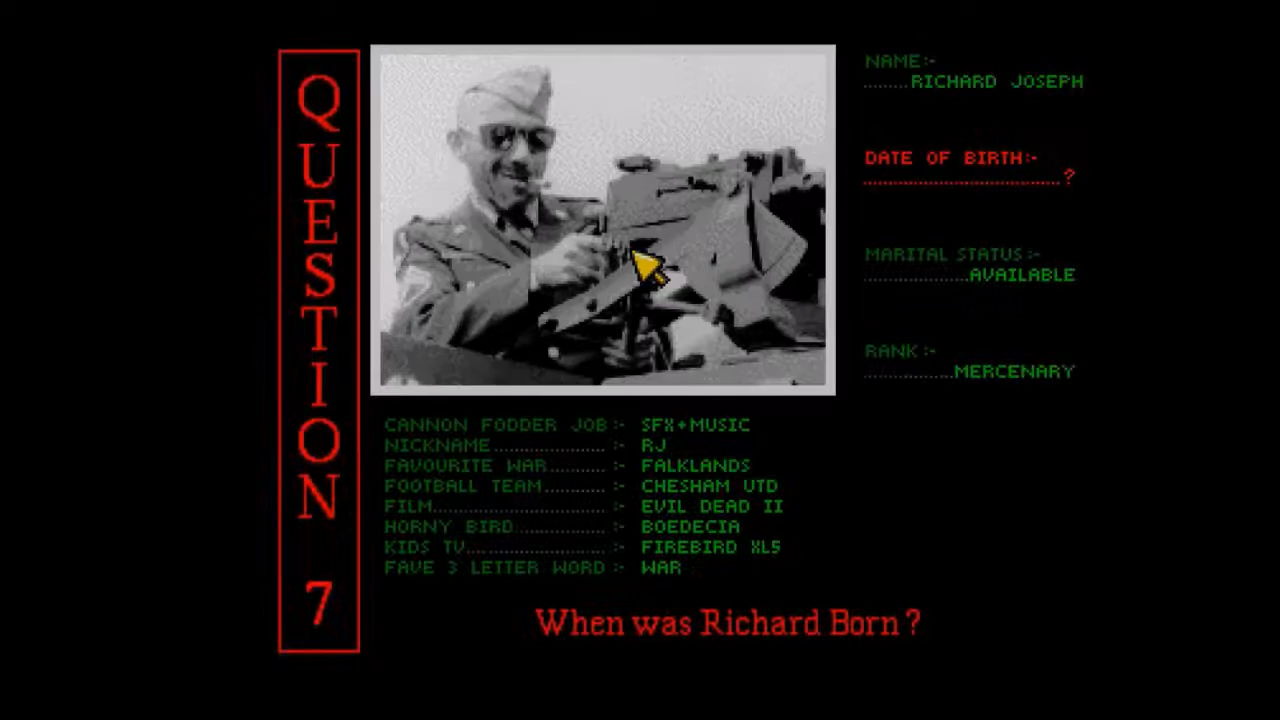 QUESTION 7
NAME:-
.......RICHARD JOSEPH
DATE OF BIRTH:-
....................................?
MARITAL STATUS:-
................AVAILABLE
RANK:-
..............MERCENARY
CANNON FODDER JOB:- SFX+MUSIC
NICKNAME..................:- RJ
FAVOURITE WAR.........:- FALKLANDS
FOOTBALL TEAM..........:- CHESHAM UTD
FILM............................:- EVIL DEAD II
HORNY BIRD...............:- BOEDECIA
KIDS TV.......................:- FIREBIRD XL5
FAVE 3 LETTER WORD:- WAR
When was Richard Born ?